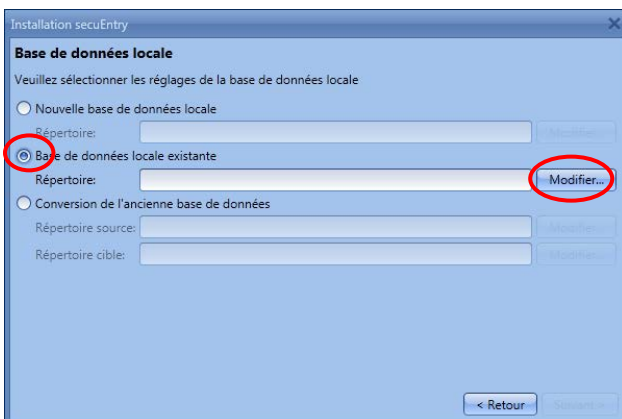 Installation secuEntry
Base de données locale
Veuillez sélectionner les réglages de la base de données locale
Nouvelle base de données locale
Répertoire: Modifier...
Base de données locale existante
Répertoire: Modifier...
Conversion de l'ancienne base de données
Répertoire source: Modifier...
Répertoire cible: Modifier...
< Retour Suivant >